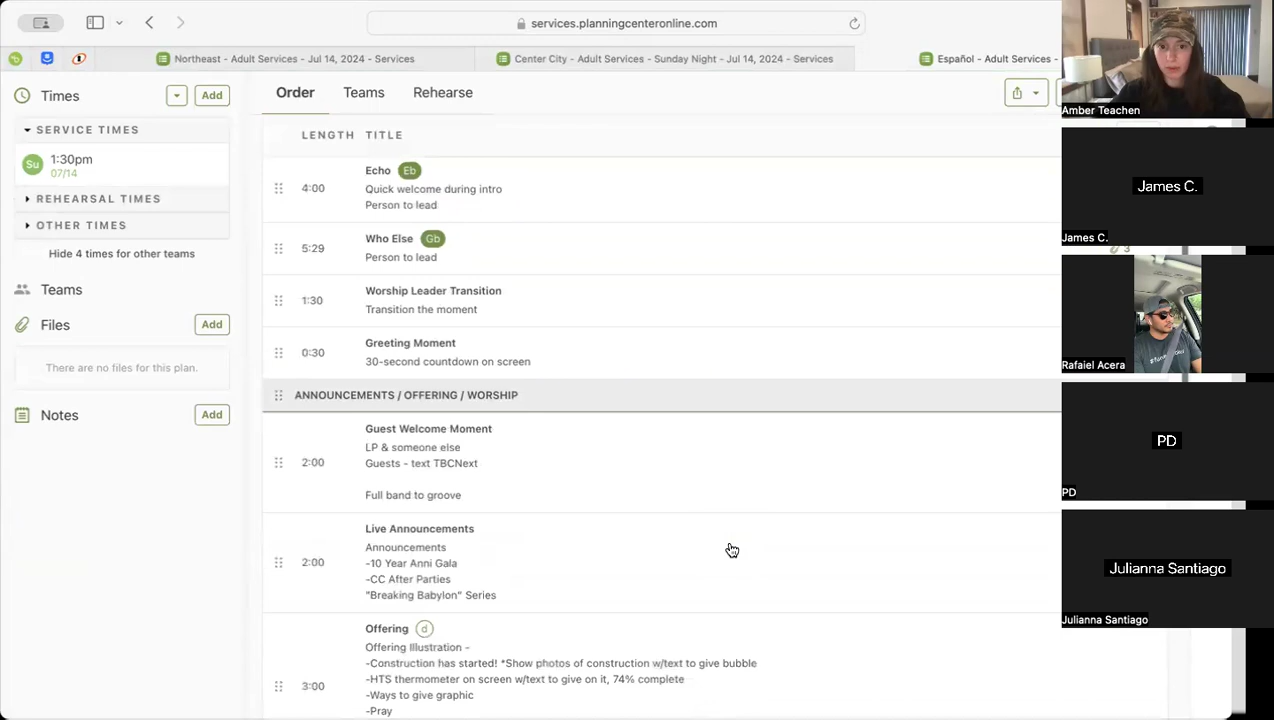 services.planningcenteronline.com
Northeast - Adult Services - Jul 14, 2024 - Services
Center City - Adult Services - Sunday Night - Jul 14, 2024 - Services
Español - Adult Services -
Times
Add
SERVICE TIMES
Su
1:30pm
07/14
REHEARSAL TIMES
OTHER TIMES
Hide 4 times for other teams
Teams
Files
Add
There are no files for this plan.
Notes
Add
Order
Teams
Rehearse
LENGTH TITLE
Echo Eb
4:00
Quick welcome during intro
Person to lead
Who Else Gb
5:29
Person to lead
Worship Leader Transition
1:30
Transition the moment
Greeting Moment
0:30
30-second countdown on screen
ANNOUNCEMENTS / OFFERING / WORSHIP
Guest Welcome Moment
LP & someone else
2:00
Guests - text TBCNext
Full band to groove
Live Announcements
Announcements
2:00
-10 Year Anni Gala
-CC After Parties
"Breaking Babylon" Series
Offering d
Offering Illustration -
-Construction has started! *Show photos of construction w/text to give bubble
3:00
-HTS thermometer on screen w/text to give on it, 74% complete
-Ways to give graphic
-Pray
Amber Teachen
James C.
James C.
3
Rafaiel Acera
PD
PD
Julianna Santiago
Julianna Santiago